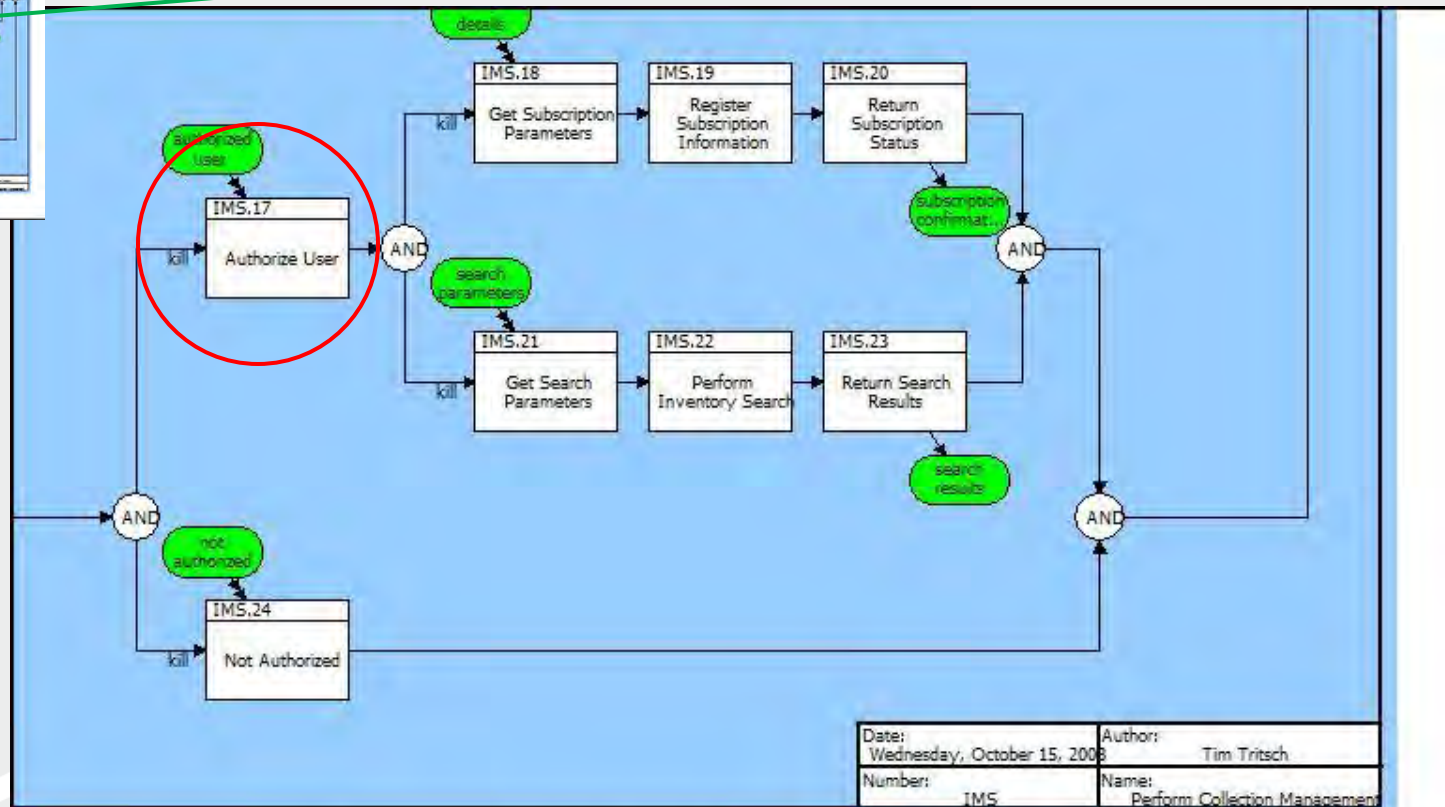 details
IMS.18
Get Subscription
Parameters
kill
IMS.19
Register
Subscription
Information
IMS.20
Return
Subscription
Status
authorized
user
IMS.17
Authorize User
kill
AND
subscription
confirmat...
AND
search
parameters
IMS.21
Get Search
Parameters
kill
IMS.22
Perform
Inventory Search
IMS.23
Return Search
Results
search
results
AND
AND
not
authorized
IMS.24
Not Authorized
kill
Date:
Wednesday, October 15, 2008
Author:
Tim Tritsch
Number:
IMS
Name:
Perform Collection Management